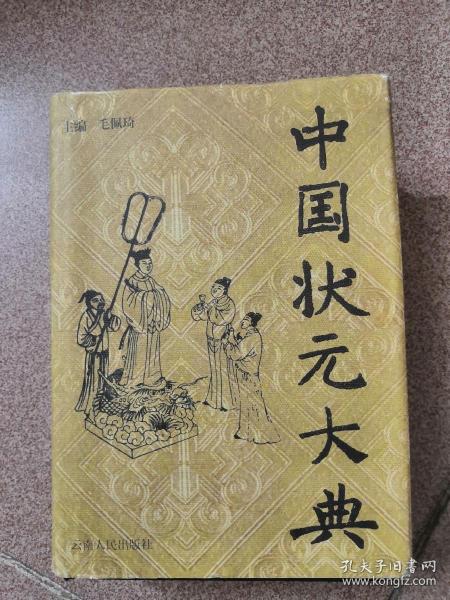 主编 毛佩琦
中国状元大典
云南人民出版社
孔夫子旧书网
www.kongfz.com